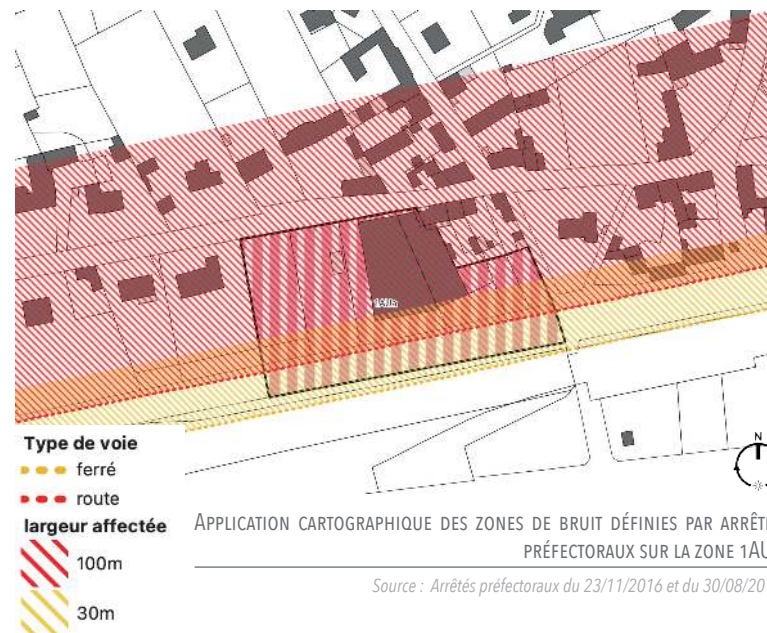 1AUa
N
Type de voie
ferré
route
largeur affectée
100m
30m
APPLICATION CARTOGRAPHIQUE DES ZONES DE BRUIT DÉFINIES PAR ARRÊT
PRÉFECTORAUX SUR LA ZONE 1AU
Source : Arrêtés préfectoraux du 23/11/2016 et du 30/08/20